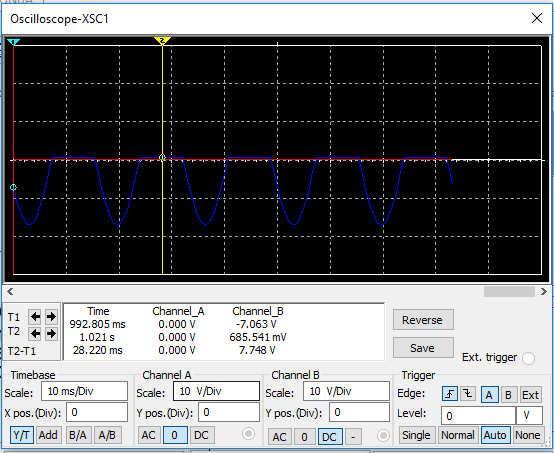 Oscilloscope-XSC1
1 2
Time Channel_A Channel_B
T1 992.805 ms 0.000 V -7.063 V
T2 1.021 s 0.000 V 685.541 mV
T2-T1 28.220 ms 0.000 V 7.748 V
Reverse
Save
Ext. trigger
Timebase
Scale: 10 ms/Div
X pos.(Div): 0
Y/T Add B/A A/B
Channel A
Scale: 10 V/Div
Y pos.(Div): 0
AC 0 DC
Channel B
Scale: 10 V/Div
Y pos.(Div): 0
AC 0 DC -
Trigger
Edge: A B Ext
Level: 0 V
Single Normal Auto None